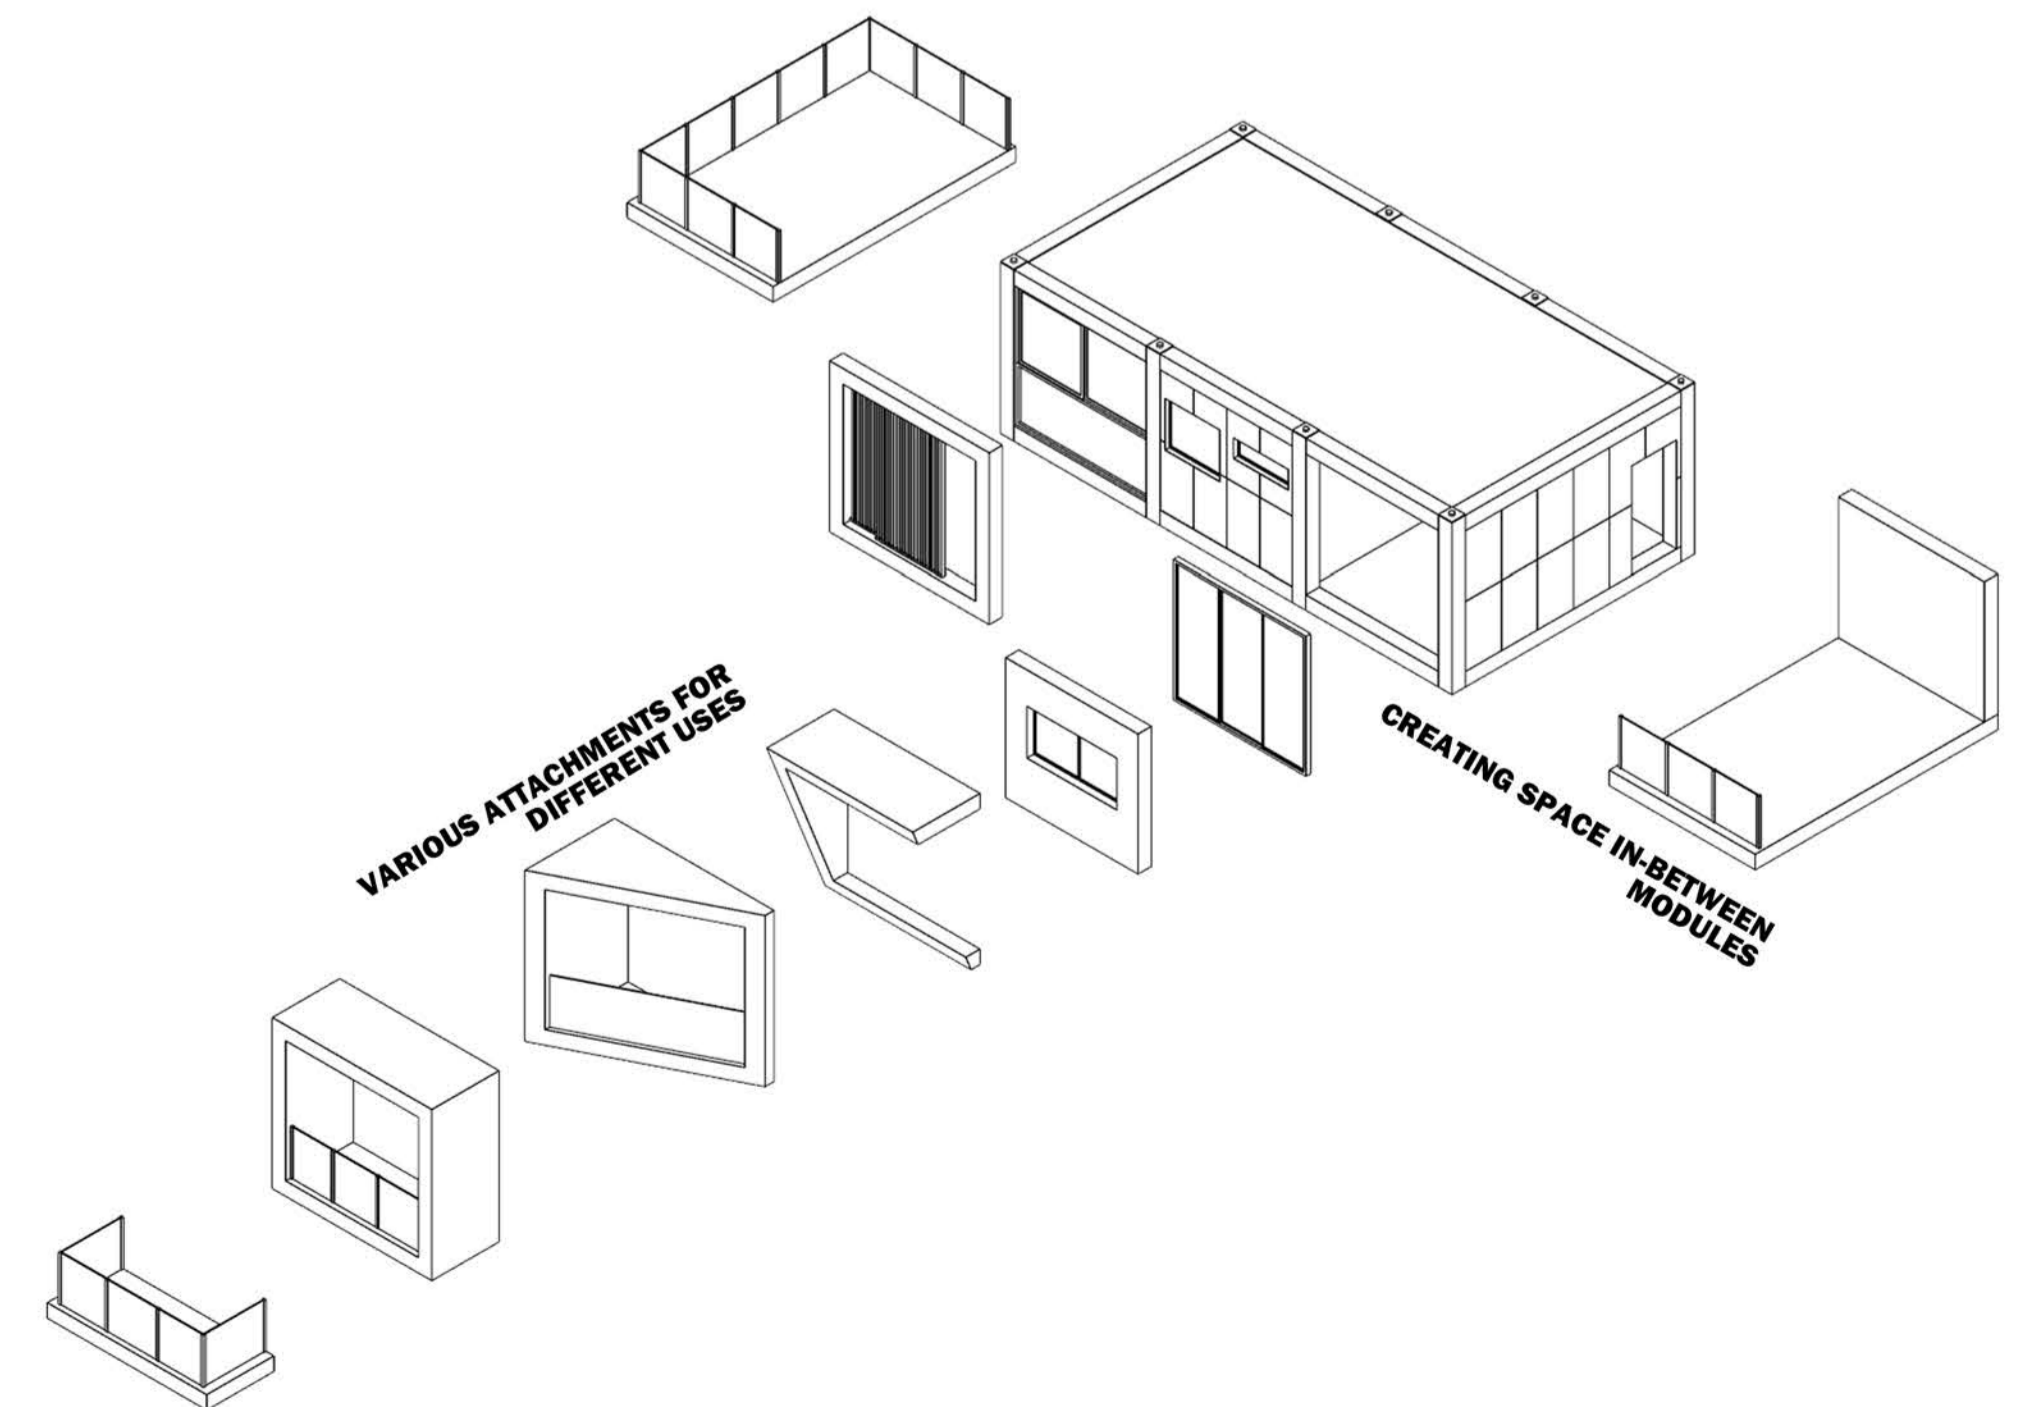 VARIOUS ATTACHMENTS FOR
DIFFERENT USES
CREATING SPACE IN-BETWEEN
MODULES